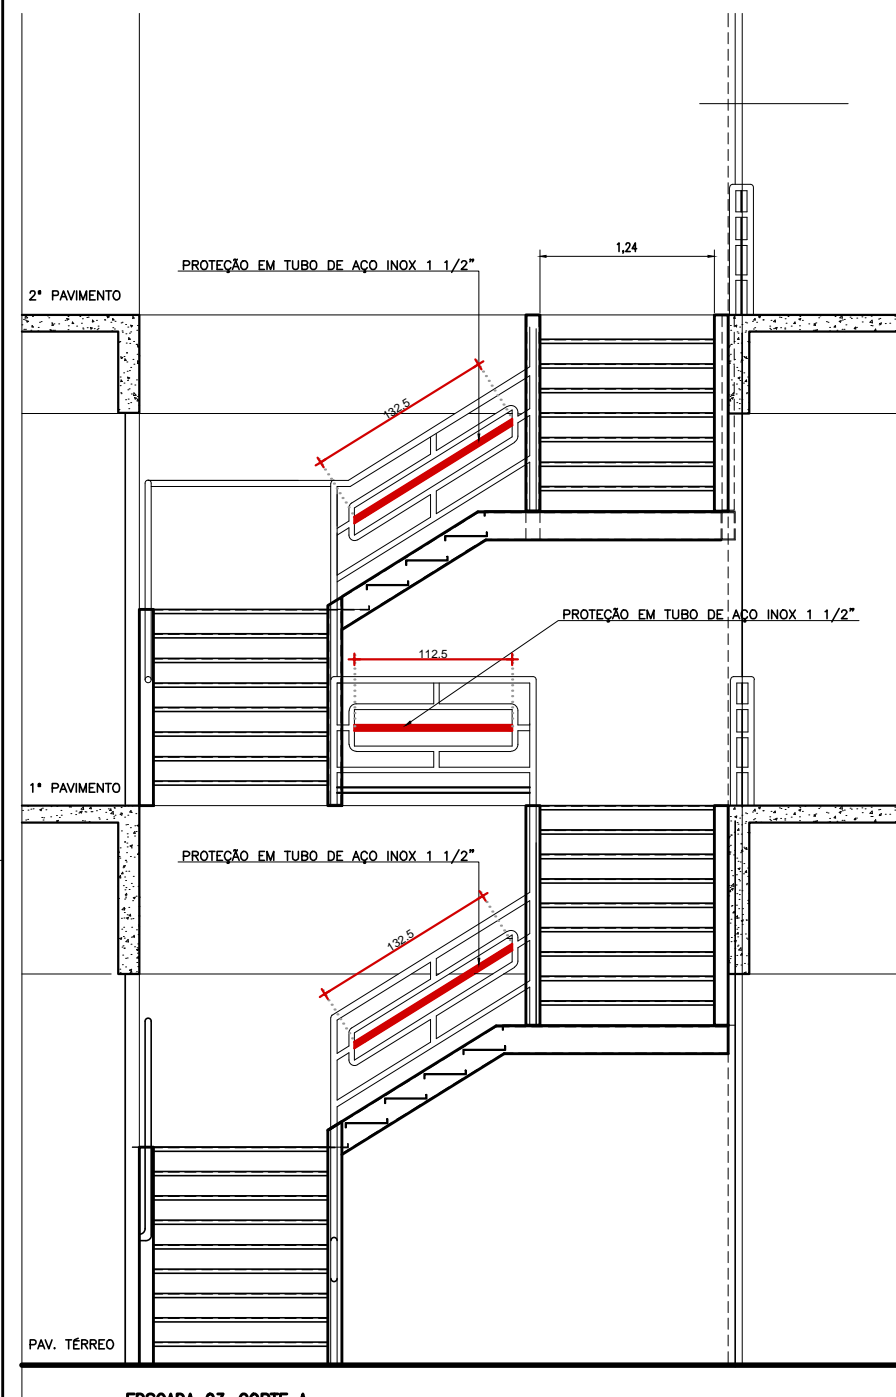 1,24
PROTEÇÃO EM TUBO DE AÇO INOX 1 1/2"
2° PAVIMENTO
132.5
PROTEÇÃO EM TUBO DE AÇO INOX 1 1/2"
112.5
1° PAVIMENTO
PROTEÇÃO EM TUBO DE AÇO INOX 1 1/2"
132.5
PAV. TÉRREO